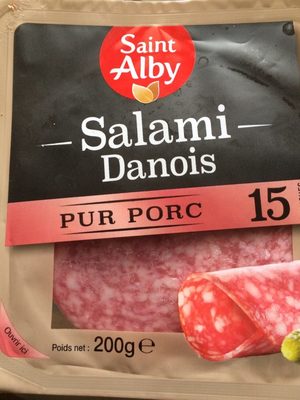 Saint
Alby
Salami
Danois
PUR PORC 15
Ouvrir ici
Poids net : 200g e